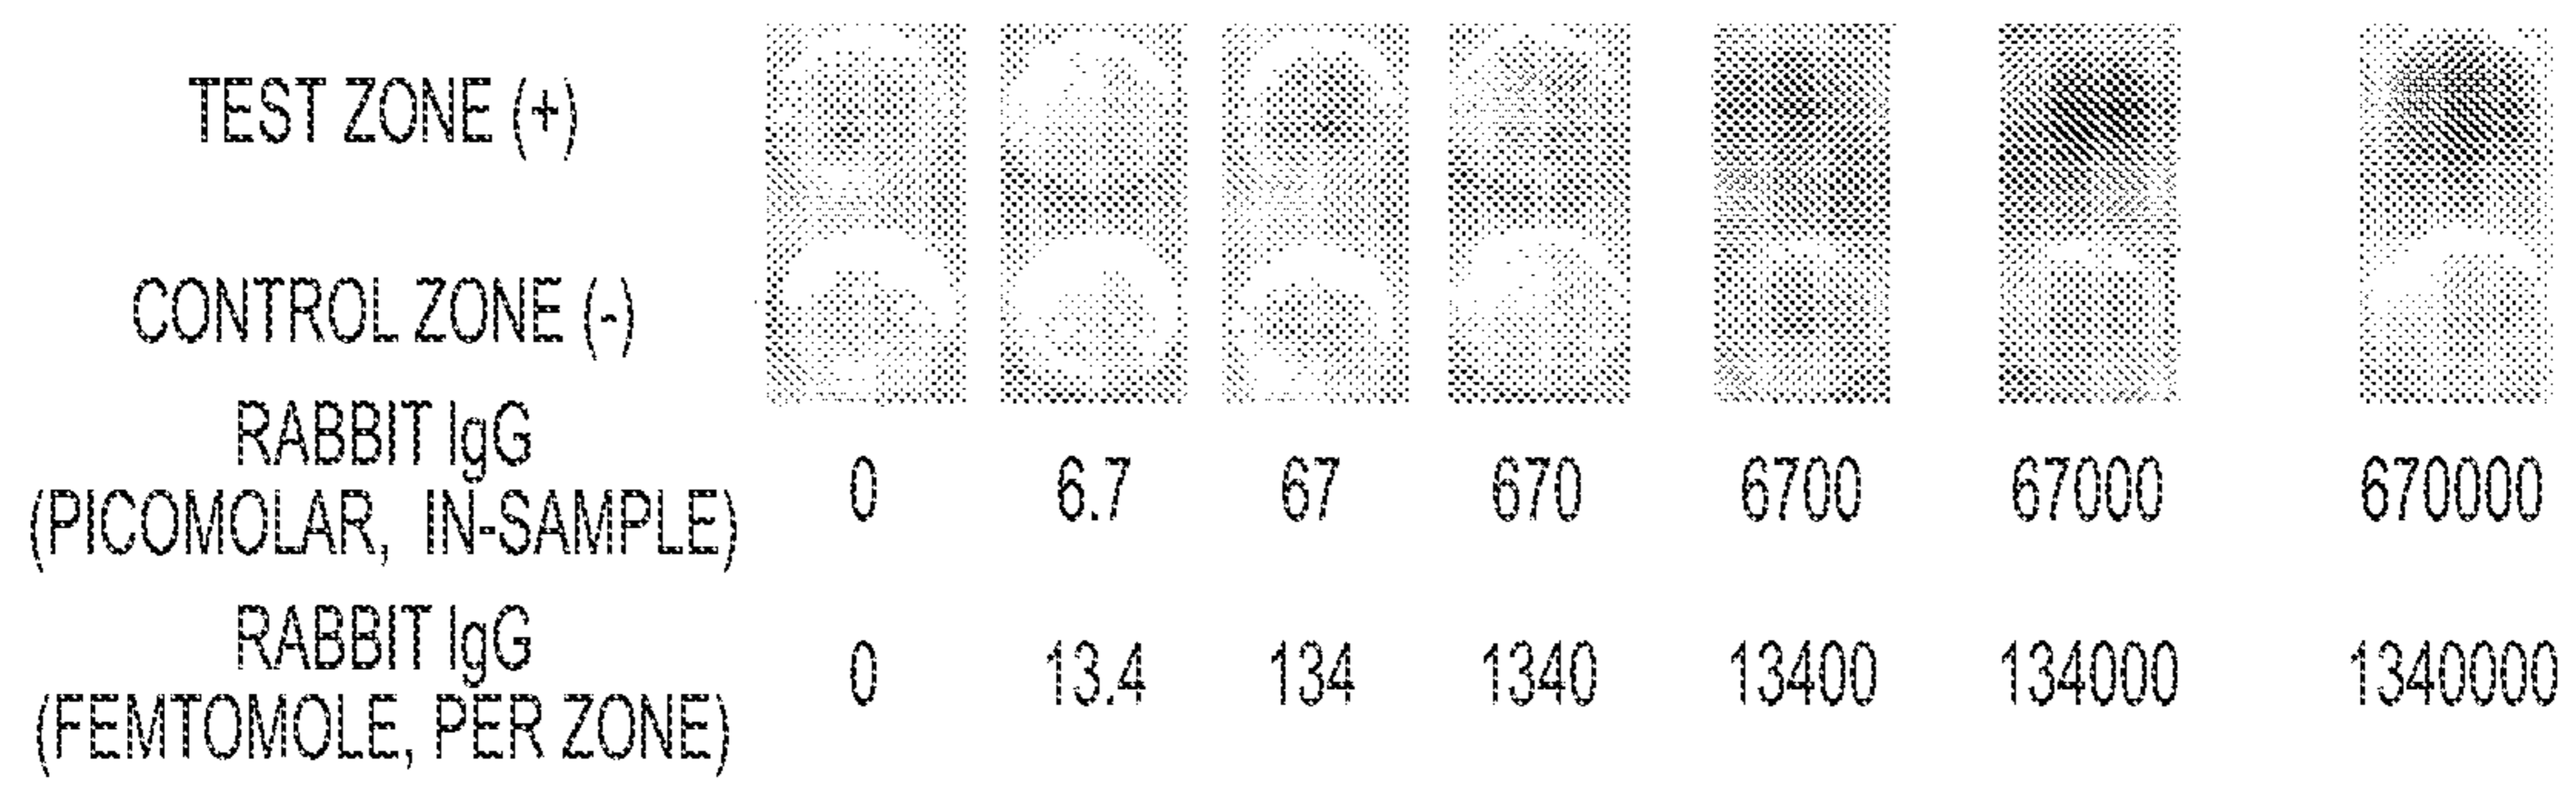 TEST ZONE (+)
CONTROL ZONE (-)
RABBIT IgG
(PICOMOLAR, IN-SAMPLE) 0 6.7 67 670 6700 67000 670000
RABBIT IgG
(FEMTOMOLE, PER ZONE) 0 13.4 134 1340 13400 134000 1340000